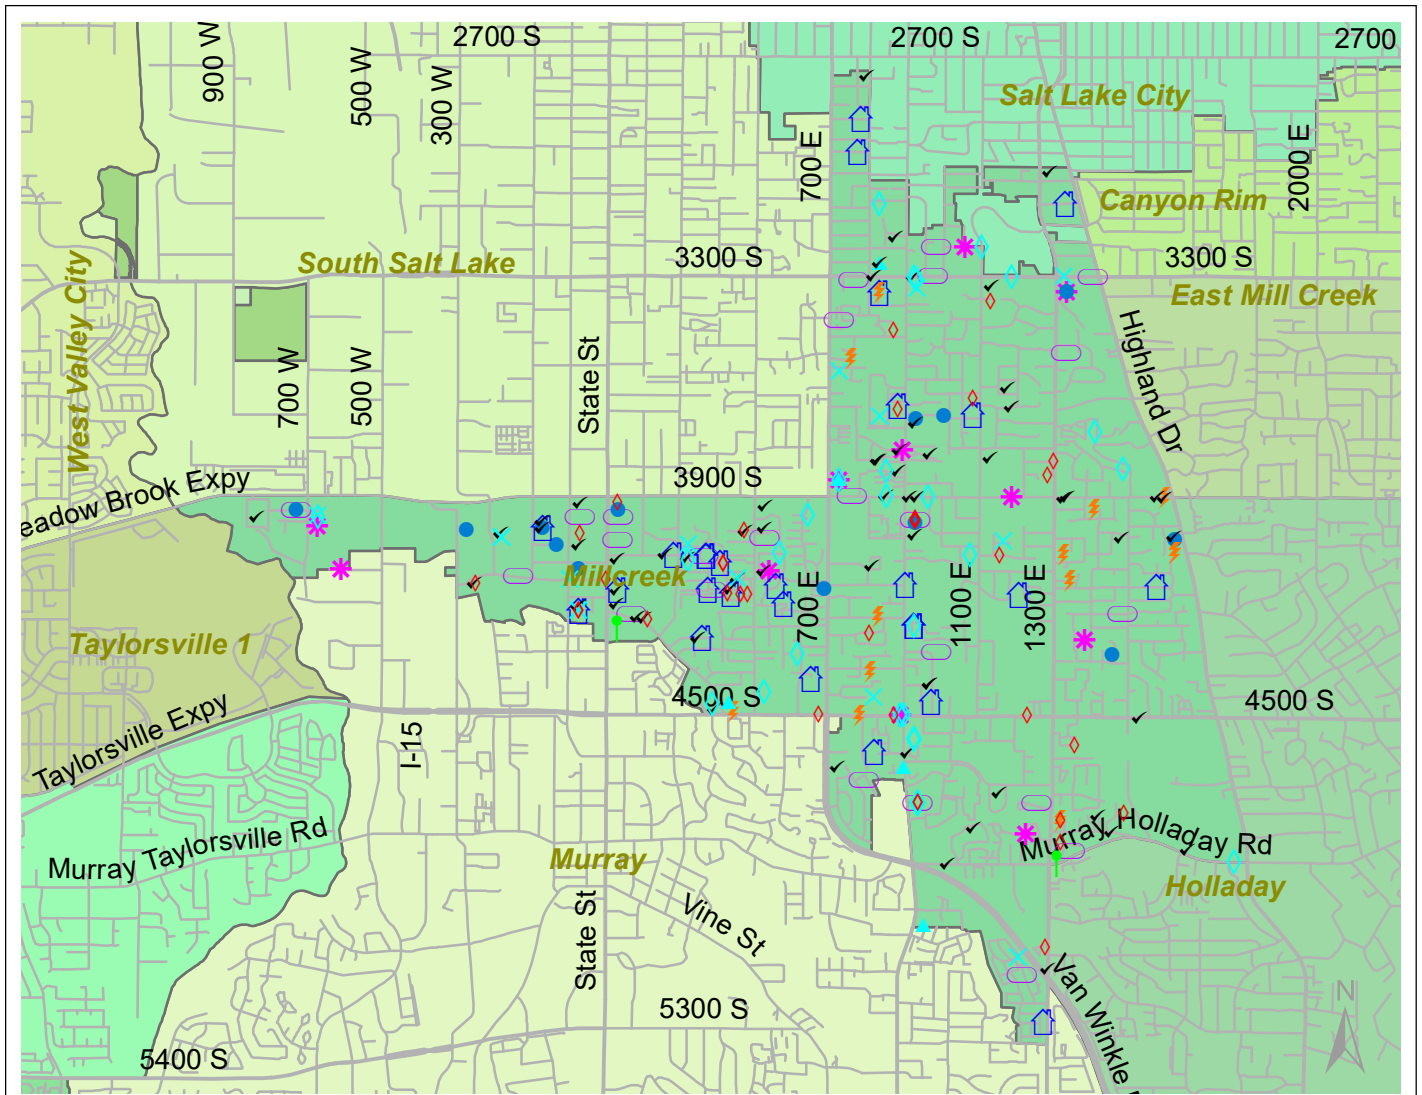 2700 S
2700 S
2700
900 W
500 W
300 W
Salt Lake City
700 E
2000 E
Canyon Rim
South Salt Lake
3300 S
3300 S
West Valley City
East Mill Creek
Highland Dr
700 W
500 W
State St
3900 S
eadow Brook Expy
Millcreek
700 E
1100 E
1300 E
Taylorsville 1
4500 S
4500 S
Taylorsville Expy
I-15
Murray Taylorsville Rd
Murray Holladay Rd
Murray
Holladay
State St
Vine St
Van Winkle
N
5300 S
5400 S